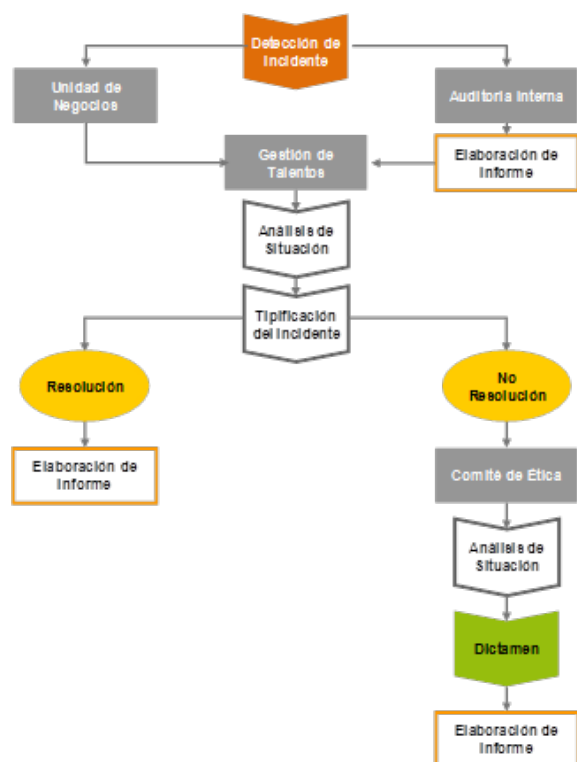 Detección de
Incidente
Unidad de
Negocios
Auditoria Interna
Elaboración de
Informe
Gestión de
Talentos
Análisis de
Situación
Tipificación
del Incidente
Resolución
No
Resolución
Elaboración de
Informe
Comité de Ética
Análisis de
Situación
Dictamen
Elaboración de
Informe